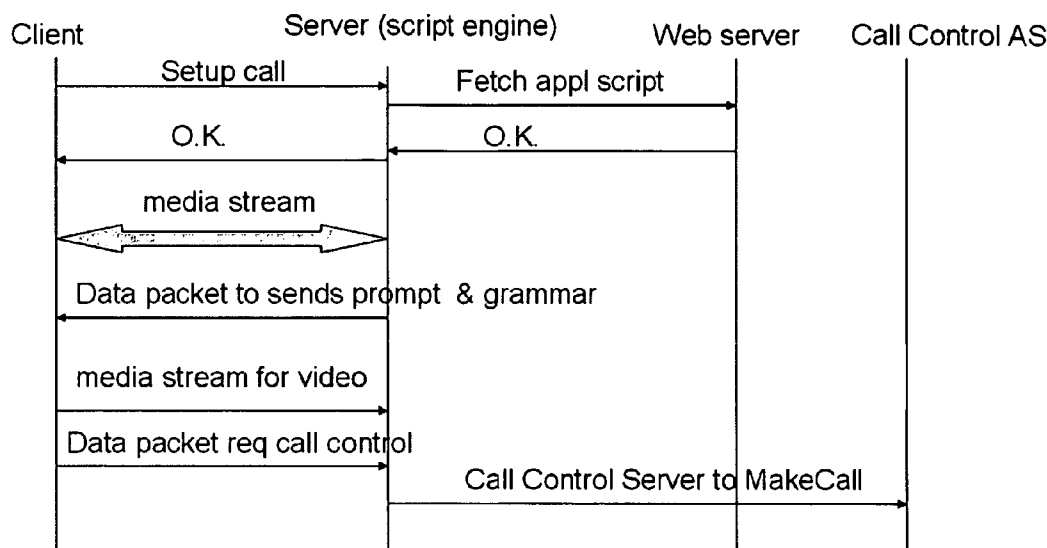 Client
Server (script engine)
Web server
Call Control AS
Setup call
Fetch appl script
O.K.
O.K.
media stream
Data packet to sends prompt & grammar
media stream for video
Data packet req call control
Call Control Server to MakeCall